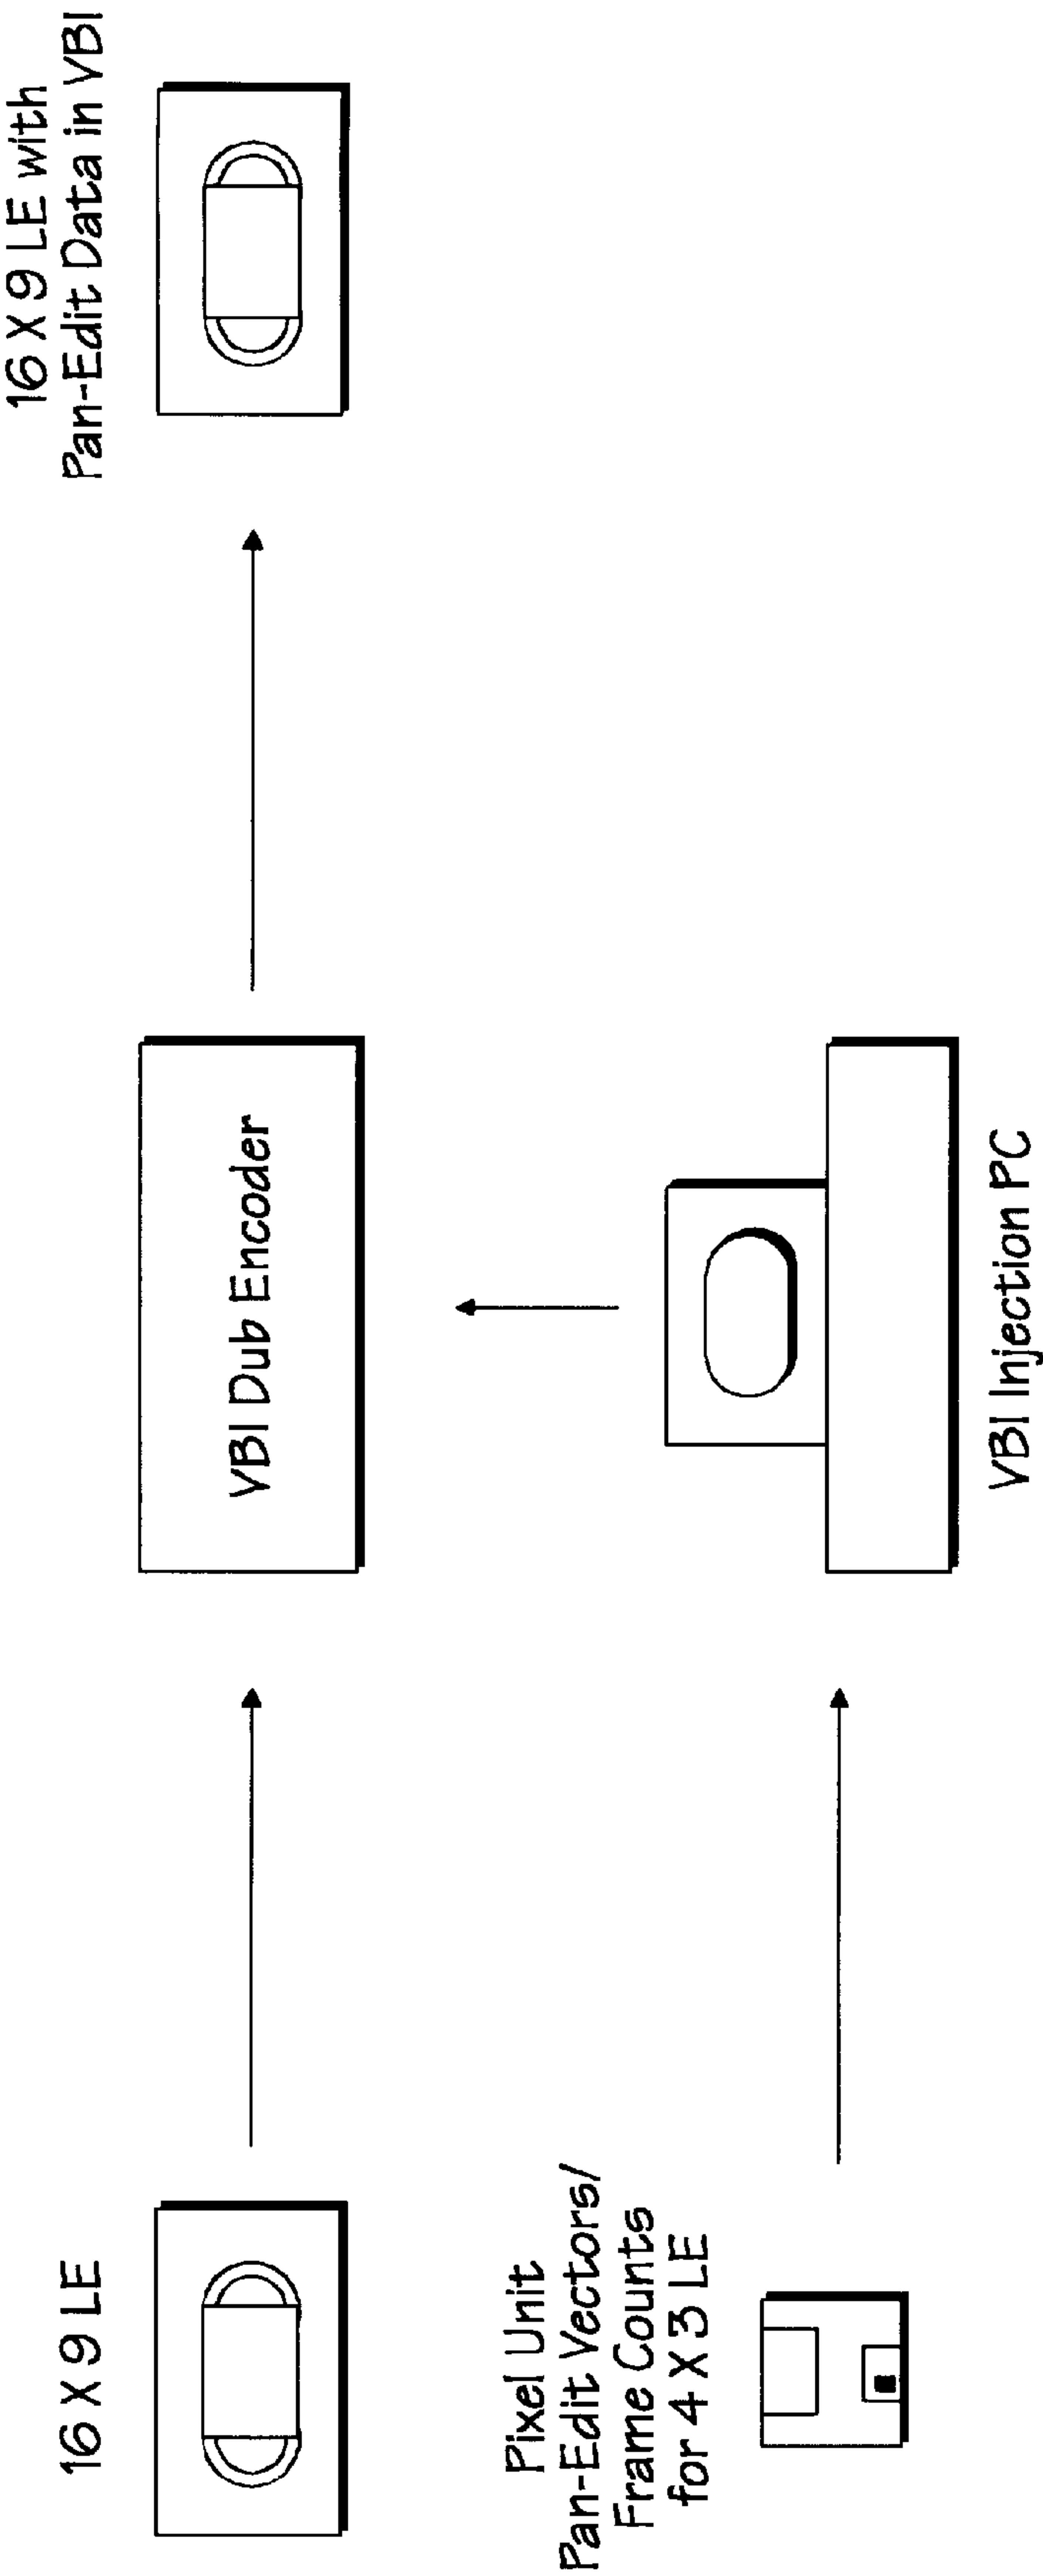 16 X 9 LE
VBI Dub Encoder
16 X 9 LE with
Pan-Edit Data in VBI
Pixel Unit
Pan-Edit Vectors/
Frame Counts
for 4 X 3 LE
VBI Injection PC